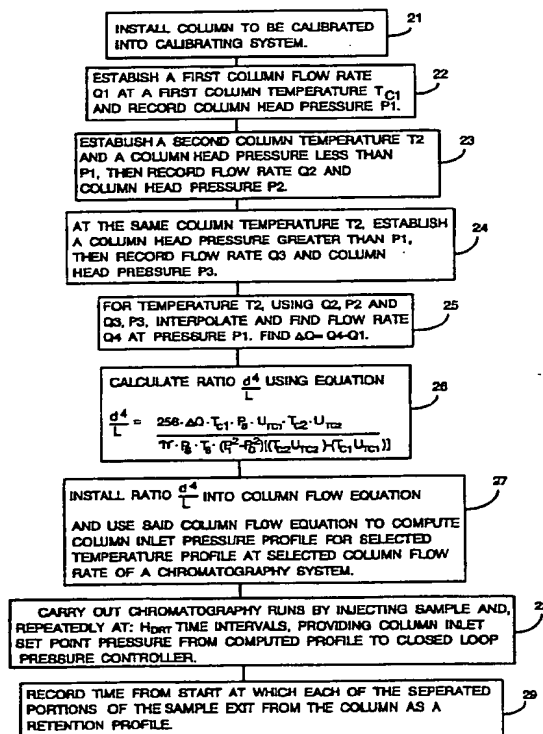 21
INSTALL COLUMN TO BE CALIBRATED
INTO CALIBRATING SYSTEM.
22
ESTABISH A FIRST COLUMN FLOW RATE
Q1 AT A FIRST COLUMN TEMPERATURE TC1
AND RECORD COLUMN HEAD PRESSURE P1.
23
ESTABLISH A SECOND COLUMN TEMPERATURE T2
AND A COLUMN HEAD PRESSURE LESS THAN
P1, THEN RECORD FLOW RATE Q2 AND
COLUMN HEAD PRESSURE P2.
24
AT THE SAME COLUMN TEMPERATURE T2, ESTABLISH
A COLUMN HEAD PRESSURE GREATER THAN P1,
THEN RECORD FLOW RATE Q3 AND COLUMN
HEAD PRESSURE P3.
25
FOR TEMPERATURE T2, USING Q2, P2 AND
Q3, P3, INTERPOLATE AND FIND FLOW RATE
Q4 AT PRESSURE P1. FIND ΔQ= Q4-Q1.
26
CALCULATE RATIO d⁴/L USING EQUATION
d⁴/L =
27
INSTALL RATIO d⁴/L INTO COLUMN FLOW EQUATION
AND USE SAID COLUMN FLOW EQUATION TO COMPUTE
COLUMN INLET PRESSURE PROFILE FOR SELECTED
TEMPERATURE PROFILE AT SELECTED COLUMN FLOW
RATE OF A CHROMATOGRAPHY SYSTEM.
CARRY OUT CHROMATOGRAPHY RUNS BY INJECTING SAMPLE AND,
REPEATEDLY AT: HDRT TIME INTERVALS, PROVIDING COLUMN INLET
SET POINT PRESSURE FROM COMPUTED PROFILE TO CLOSED LOOP
PRESSURE CONTROLLER.
29
RECORD TIME FROM START AT WHICH EACH OF THE SEPERATED
PORTIONS OF THE SAMPLE EXIT FROM THE COLUMN AS A
RETENTION PROFILE.